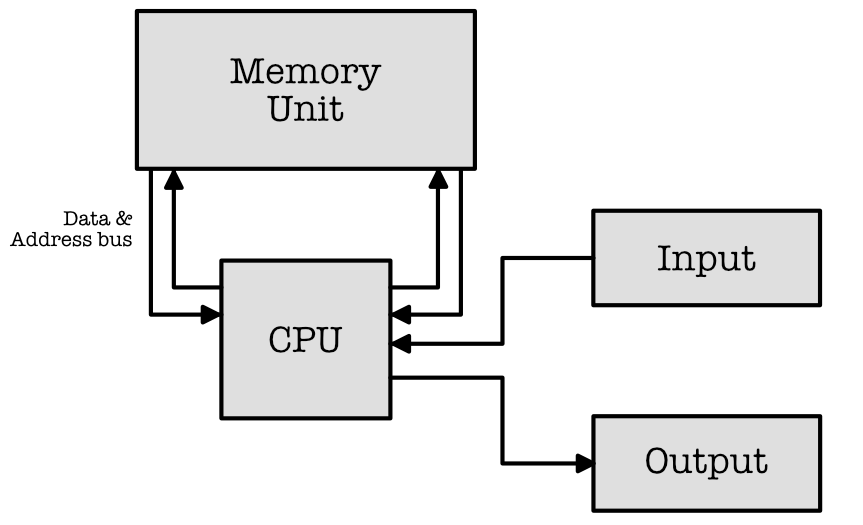 Memory
Unit
Data &
Address bus
Input
CPU
Output